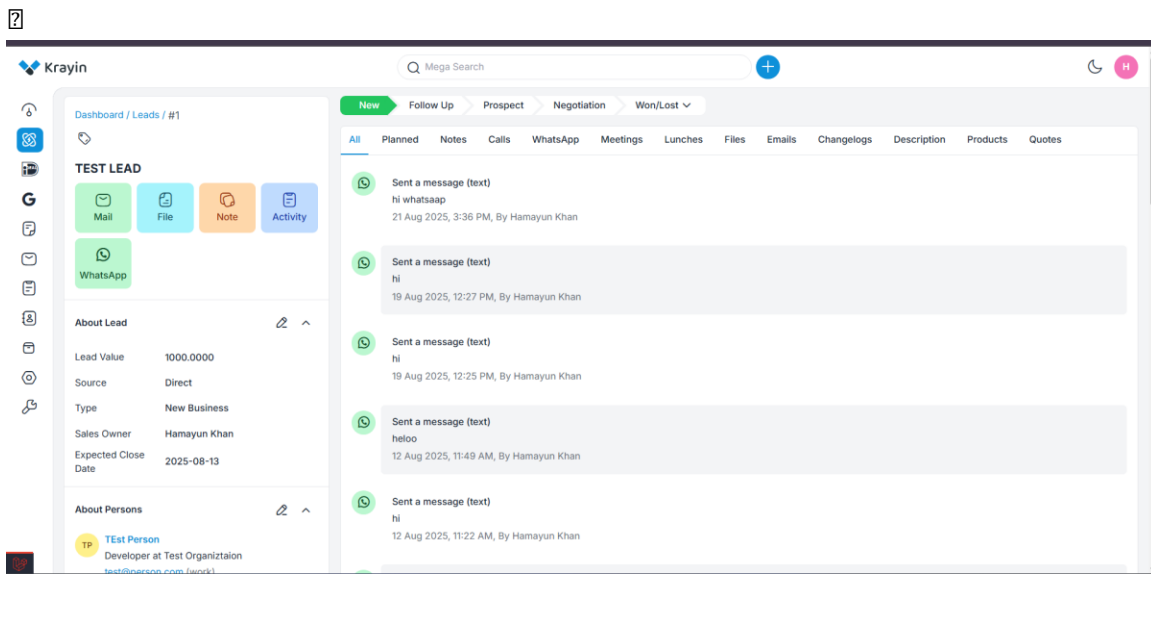 Krayin
Mega Search
H
Dashboard / Leads / #1
TEST LEAD
Mail
File
Note
Activity
WhatsApp
About Lead
Lead Value 1000.0000
Source Direct
Type New Business
Sales Owner Hamayun Khan
Expected Close Date 2025-08-13
About Persons
TP
TEst Person
Developer at Test Organiztaion
test@person.com (work)
New Follow Up Prospect Negotiation Won/Lost
All Planned Notes Calls WhatsApp Meetings Lunches Files Emails Changelogs Description Products Quotes
Sent a message (text)
hi whatsaap
21 Aug 2025, 3:36 PM, By Hamayun Khan
Sent a message (text)
hi
19 Aug 2025, 12:27 PM, By Hamayun Khan
Sent a message (text)
hi
19 Aug 2025, 12:25 PM, By Hamayun Khan
Sent a message (text)
heloo
12 Aug 2025, 11:49 AM, By Hamayun Khan
Sent a message (text)
hi
12 Aug 2025, 11:22 AM, By Hamayun Khan